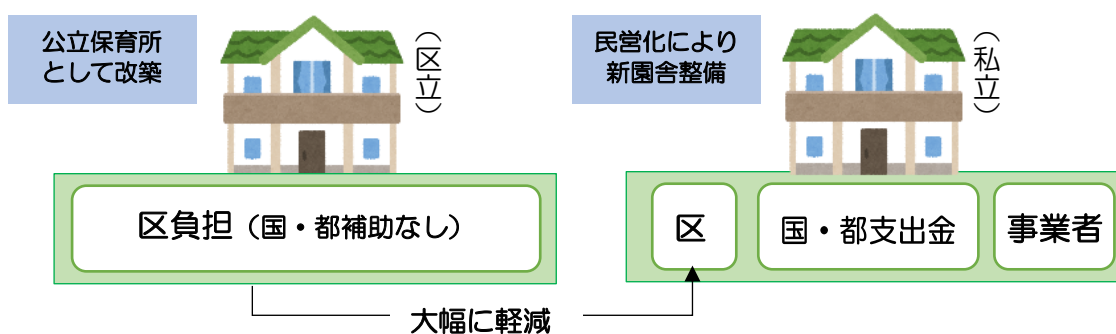 公立保育所
として改築
（区立）
民営化により
新園舎整備
（私立）
区負担（国・都補助なし）
区
国・都支出金
事業者
大幅に軽減